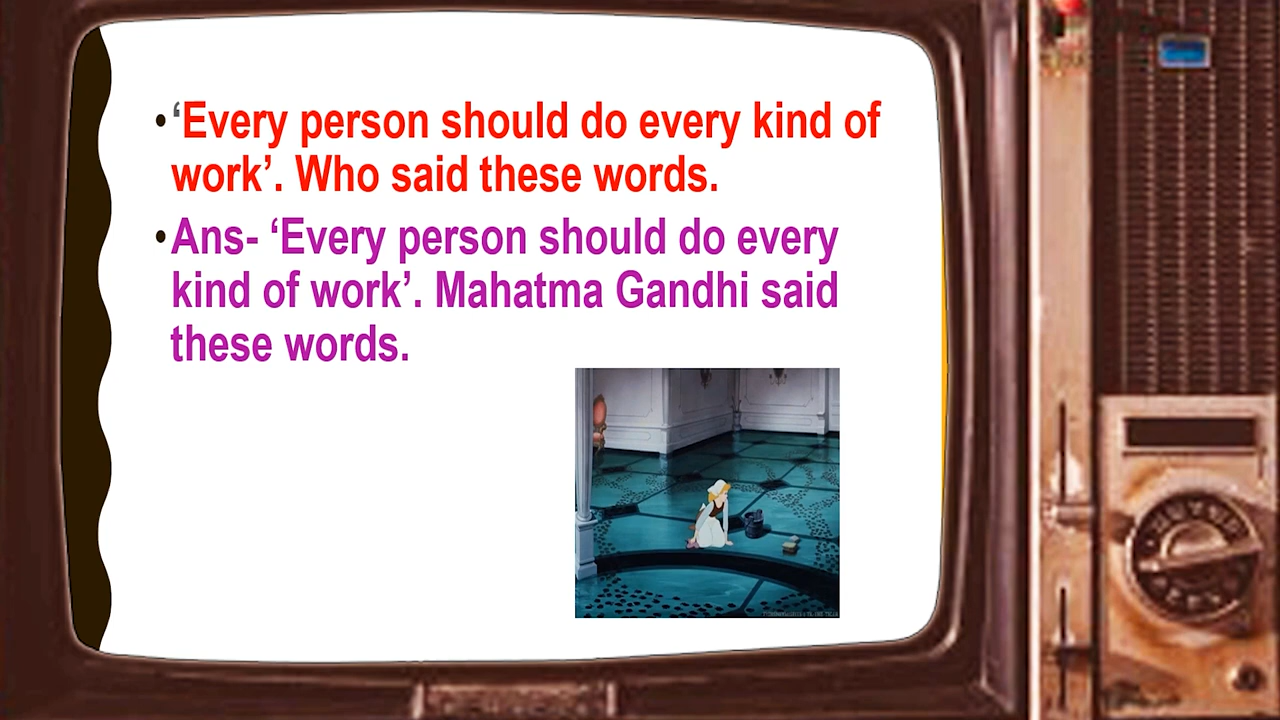 •‘Every person should do every kind of
work’. Who said these words.
•Ans- ‘Every person should do every
kind of work’. Mahatma Gandhi said
these words.